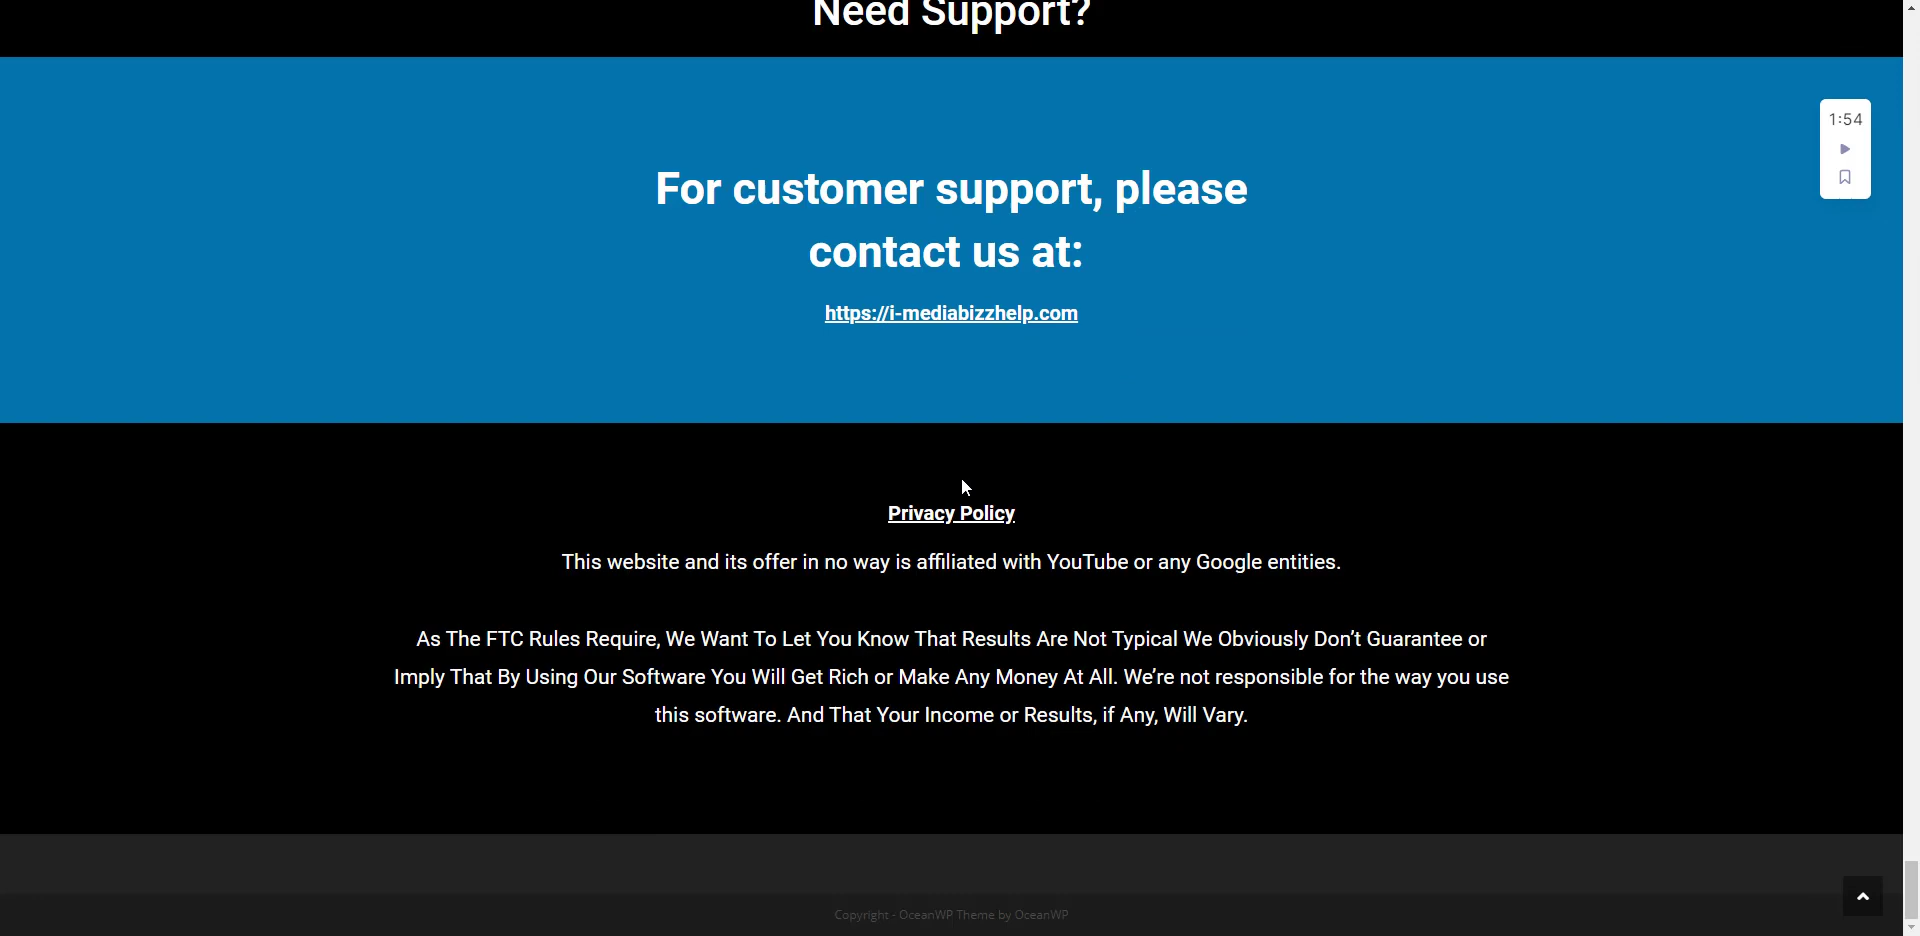 Need Support?
1:54
For customer support, please
contact us at:
https://i-mediabizzhelp.com
Privacy Policy
This website and its offer in no way is affiliated with YouTube or any Google entities.
As The FTC Rules Require, We Want To Let You Know That Results Are Not Typical We Obviously Don’t Guarantee or
Imply That By Using Our Software You Will Get Rich or Make Any Money At All. We’re not responsible for the way you use
this software. And That Your Income or Results, if Any, Will Vary.
Copyright - OceanWP Theme by OceanWP